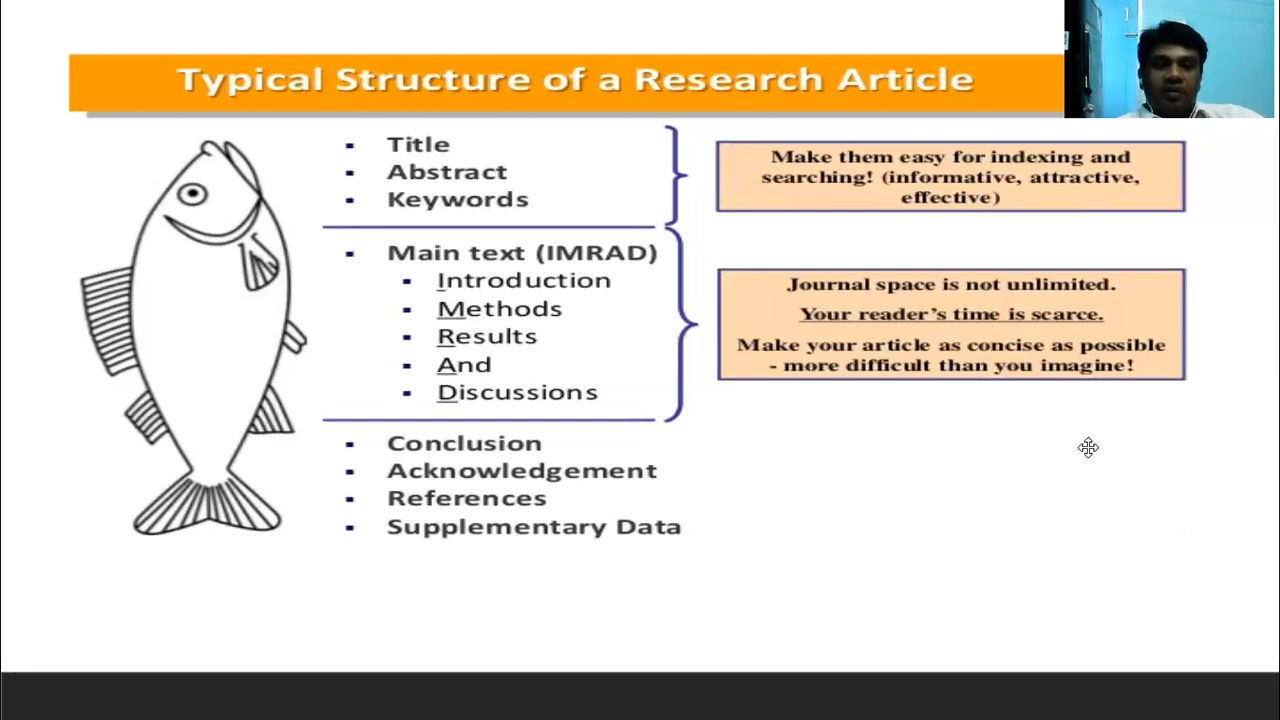 Typical Structure of a Research Article
Title
Abstract
Keywords
Make them easy for indexing and
searching! (informative, attractive,
effective)
Main text (IMRAD)
Introduction
Methods
Results
And
Discussions
Journal space is not unlimited.
Your reader's time is scarce.
Make your article as concise as possible
- more difficult than you imagine!
Conclusion
Acknowledgement
References
Supplementary Data